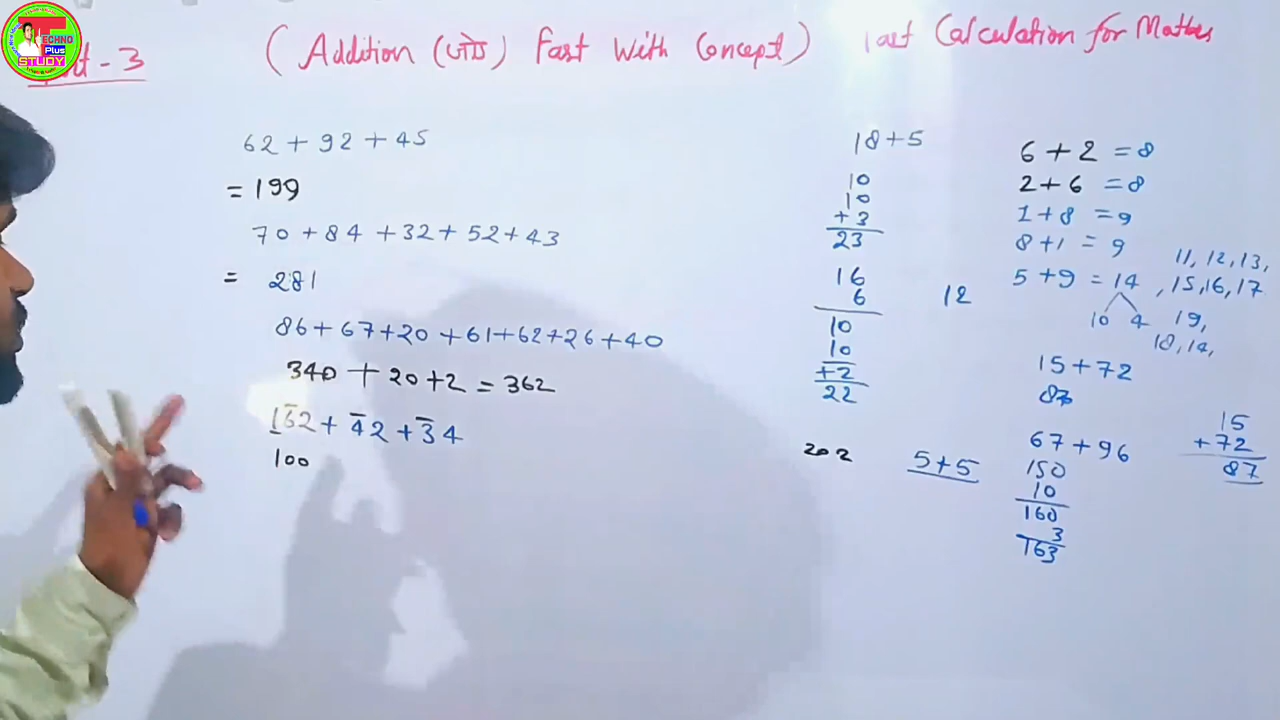 TECHNO
Plus
STUDY
Part - 3
(Addition (जोड़) Fast With Concept) Fast Calculation for Maths
62 + 92 + 45
= 199
70 + 84 + 32 + 52 + 43
= 281
86 + 67 + 20 + 61 + 62 + 26 + 40
340 + 20 + 2 = 362
162 + 42 + 34
100
18 + 5
10
10
+ 3
23
16
6
10
10
+ 2
22
12
202
5 + 5
6 + 2 = 8
2 + 6 = 8
1 + 8 = 9
8 + 1 = 9
5 + 9 = 14
10 4
11, 12, 13,
, 15, 16, 17
19,
18, 14,
15 + 72
87
67 + 96
150
10
160
3
163
15
+ 72
87